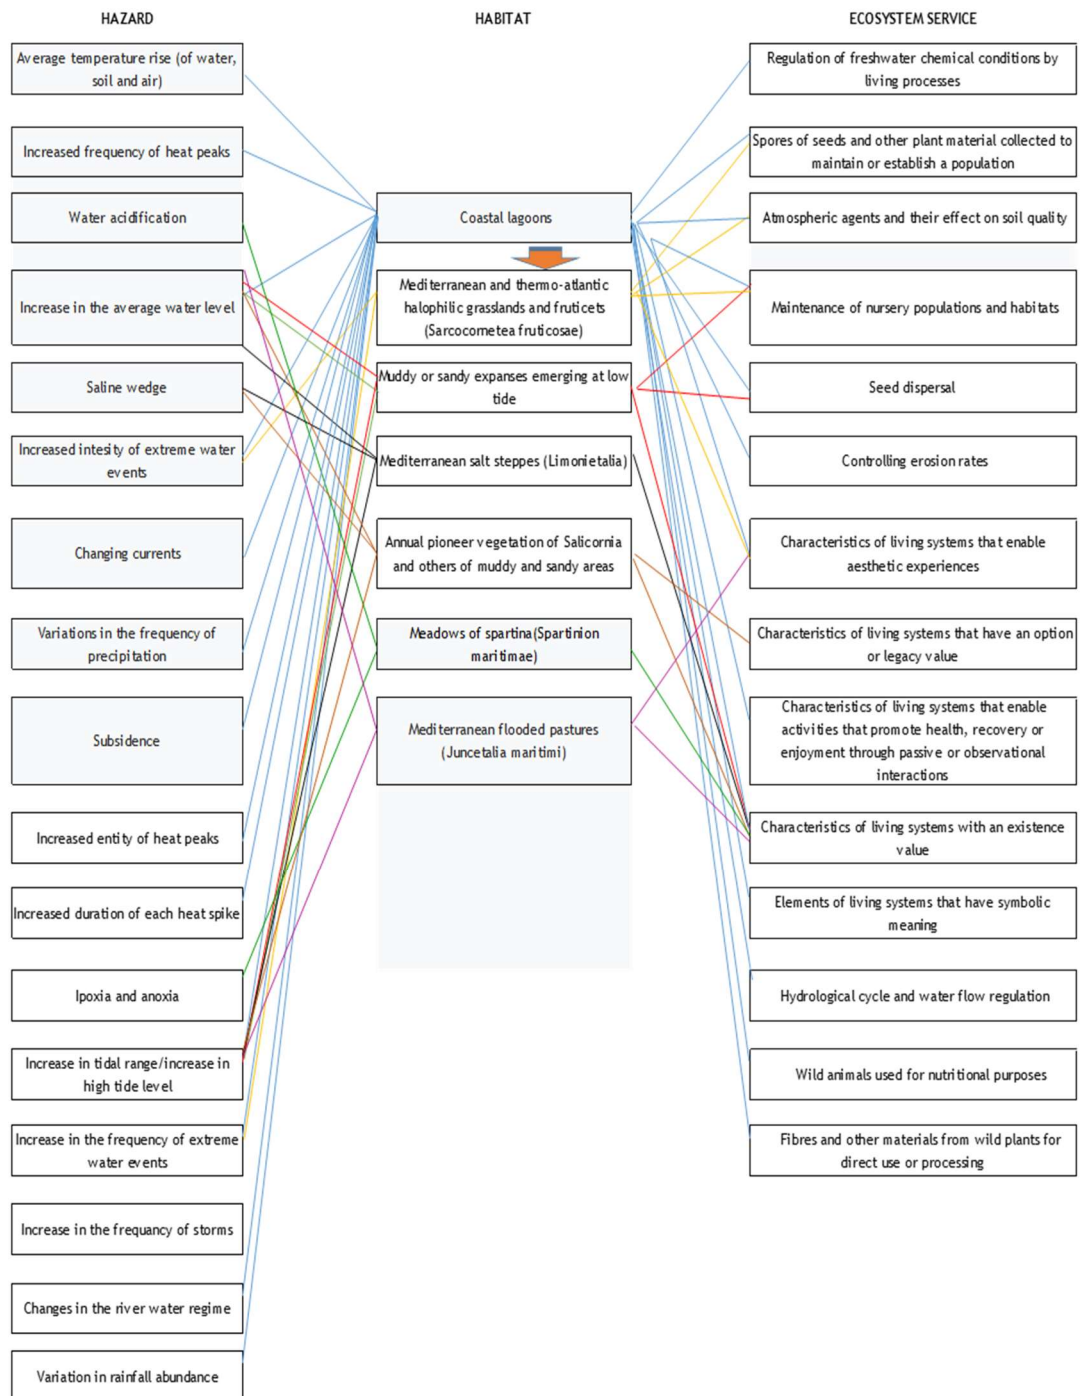 HAZARD
HABITAT
ECOSYSTEM SERVICE
Average temperature rise (of water,
soil and air)
Increased frequency of heat peaks
Water acidification
Increase in the average water level
Saline wedge
Increased intesity of extreme water
events
Changing currents
Variations in the frequency of
precipitation
Subsidence
Increased entity of heat peaks
Increased duration of each heat spike
Ipoxia and anoxia
Increase in tidal range/increase in
high tide level
Increase in the frequency of extreme
water events
Increase in the frequancy of storms
Changes in the river water regime
Variation in rainfall abundance
Coastal lagoons
Mediterranean and thermo-atlantic
halophilic grasslands and fruticets
(Sarcocornetea fruticosae)
Muddy or sandy expanses emerging at low
tide
Mediterranean salt steppes (Limonietalia)
Annual pioneer vegetation of Salicornia
and others of muddy and sandy areas
Meadows of spartina(Spartinion
maritimae)
Mediterranean flooded pastures
(Juncetalia maritimi)
Regulation of freshwater chemical conditions by
living processes
Spores of seeds and other plant material collected to
maintain or establish a population
Atmospheric agents and their effect on soil quality
Maintenance of nursery populations and habitats
Seed dispersal
Controlling erosion rates
Characteristics of living systems that enable
aesthetic experiences
Characteristics of living systems that have an option
or legacy value
Characteristics of living systems that enable
activities that promote health, recovery or
enjoyment through passive or observational
interactions
Characteristics of living systems with an existence
value
Elements of living systems that have symbolic
meaning
Hydrological cycle and water flow regulation
Wild animals used for nutritional purposes
Fibres and other materials from wild plants for
direct use or processing